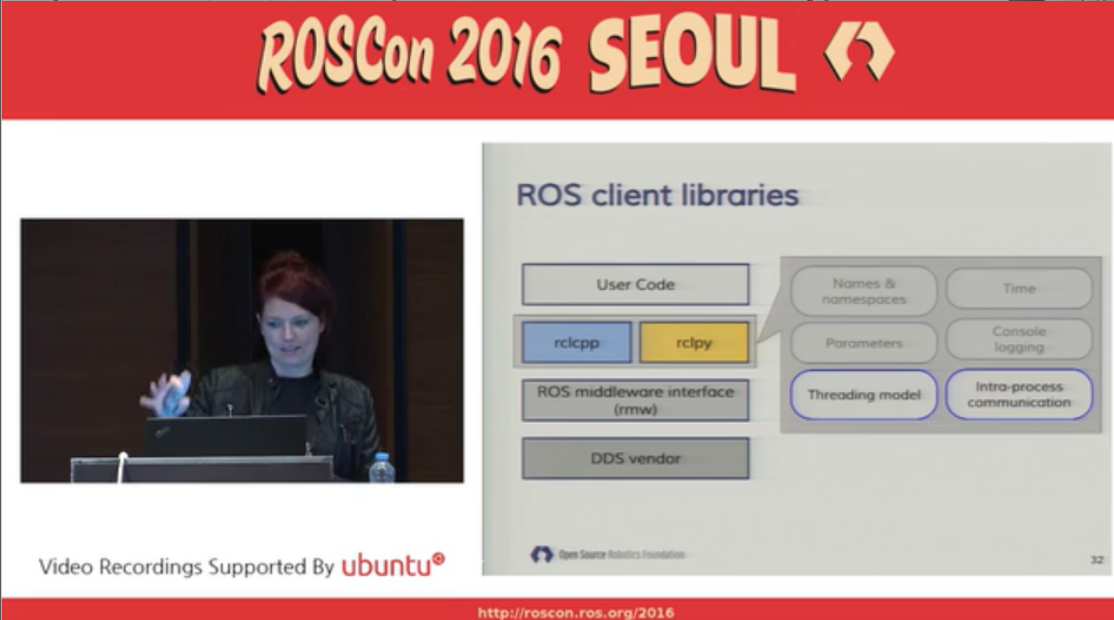 ROSCon 2016 SEOUL
ROS client libraries
User Code
rclcpp
rclpy
ROS middleware interface
(rmw)
DDS vendor
Names &
namespaces
Time
Parameters
Console
logging
Threading model
Intra-process
communication
Open Source Robotics Foundation
32
Video Recordings Supported By ubuntu
http://roscon.ros.org/2016